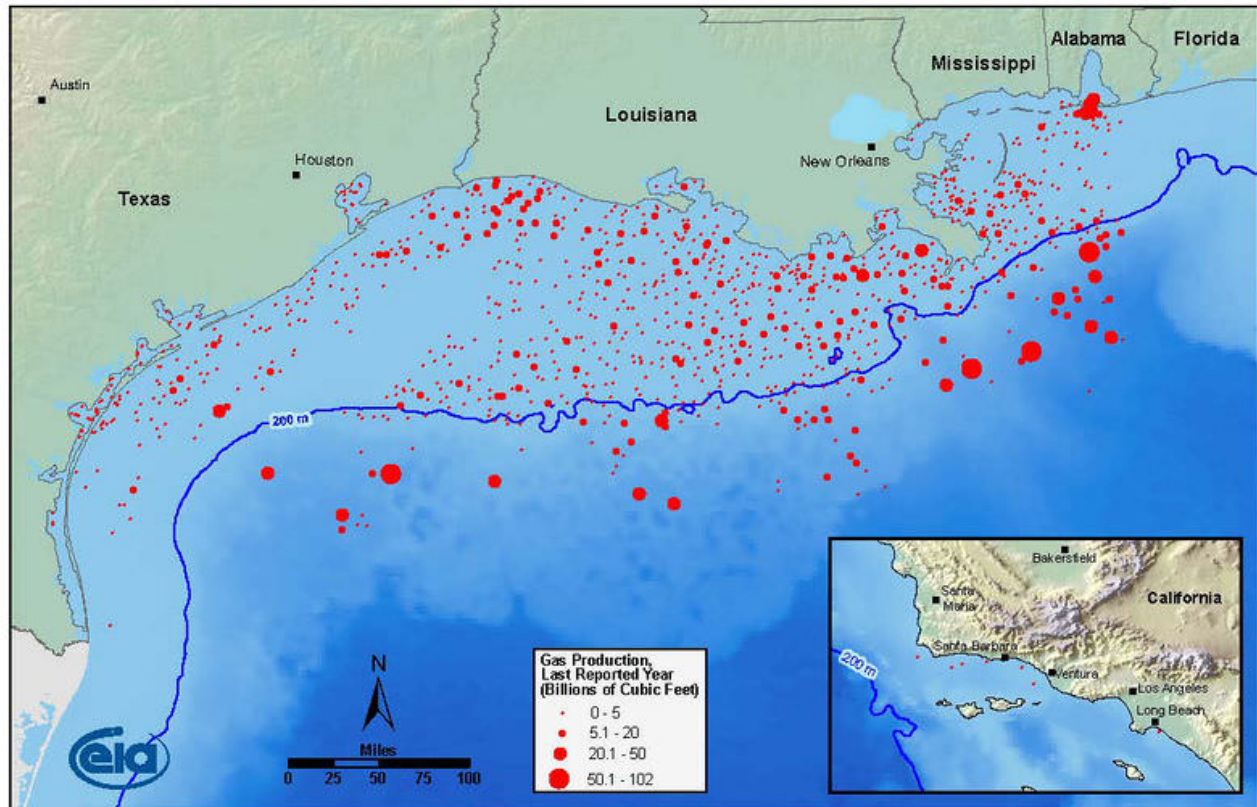 Alabama
Florida
Mississippi
Austin
Louisiana
Houston
New Orleans
Texas
200 m
N
Miles
0 25 50 100
eia
Gas Production,
Last Reported Year
(Billions of Cubic Feet)
0 - 5
5.1 - 20
20.1 - 50
50.1 - 102
Bakersfield
California
Santa
Maria
Santa Barbara
200 m
Ventura
Los Angeles
Long Beach